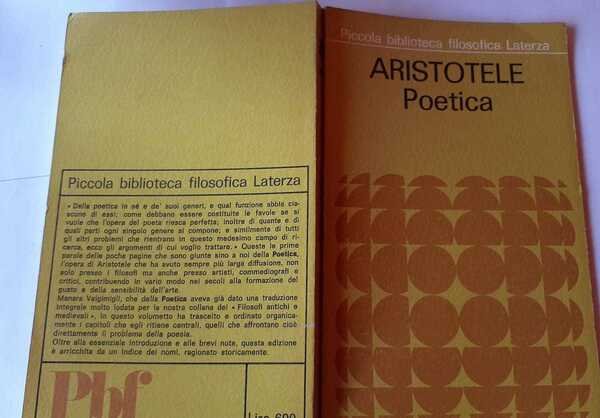 Piccola biblioteca filosofica Laterza
« Della poetica in sé e de' suoi generi, e qual funzione abbia cia-
scuno di essi; come debbano essere costituite le favole se si
vuole che l'opera del poeta riesca perfetta; inoltre di quante e di
quali parti ogni singolo genere si compone; e similmente di tutti
gli altri problemi che rientrano in questo medesimo campo di ri-
cerca, ecco gli argomenti di cui voglio trattare. » Queste le prime
parole delle poche pagine che sono giunte sino a noi della Poetica,
l'opera di Aristotele che ha avuto sempre più larga diffusione, non
solo presso i filosofi ma anche presso artisti, commediografi e
critici, contribuendo in vario modo nei secoli alla formazione del
gusto e della sensibilità dell'arte.
Manara Valgimigli, che della Poetica aveva già dato una traduzione
integrale molto lodata per la nostra collana dei « Filosofi antichi e
medievali », in questo volumetto ha trascelto e ordinato organica-
mente i capitoli che egli ritiene centrali, quelli che affrontano cioè
direttamente il problema della poesia.
Oltre alla essenziale Introduzione e alle brevi note, questa edizione
è arricchita da un Indice dei nomi, ragionato storicamente.
Pbf
Lire 600
Piccola biblioteca filosofica Laterza
ARISTOTELE
Poetica